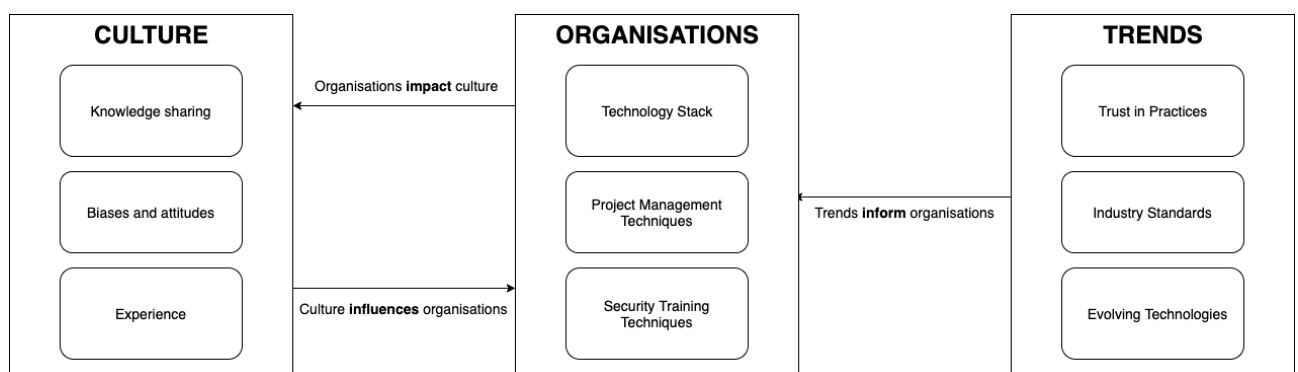 CULTURE
Knowledge sharing
Biases and attitudes
Experience
Organisations impact culture
Culture influences organisations
ORGANISATIONS
Technology Stack
Project Management
Techniques
Security Training
Techniques
Trends inform organisations
TRENDS
Trust in Practices
Industry Standards
Evolving Technologies